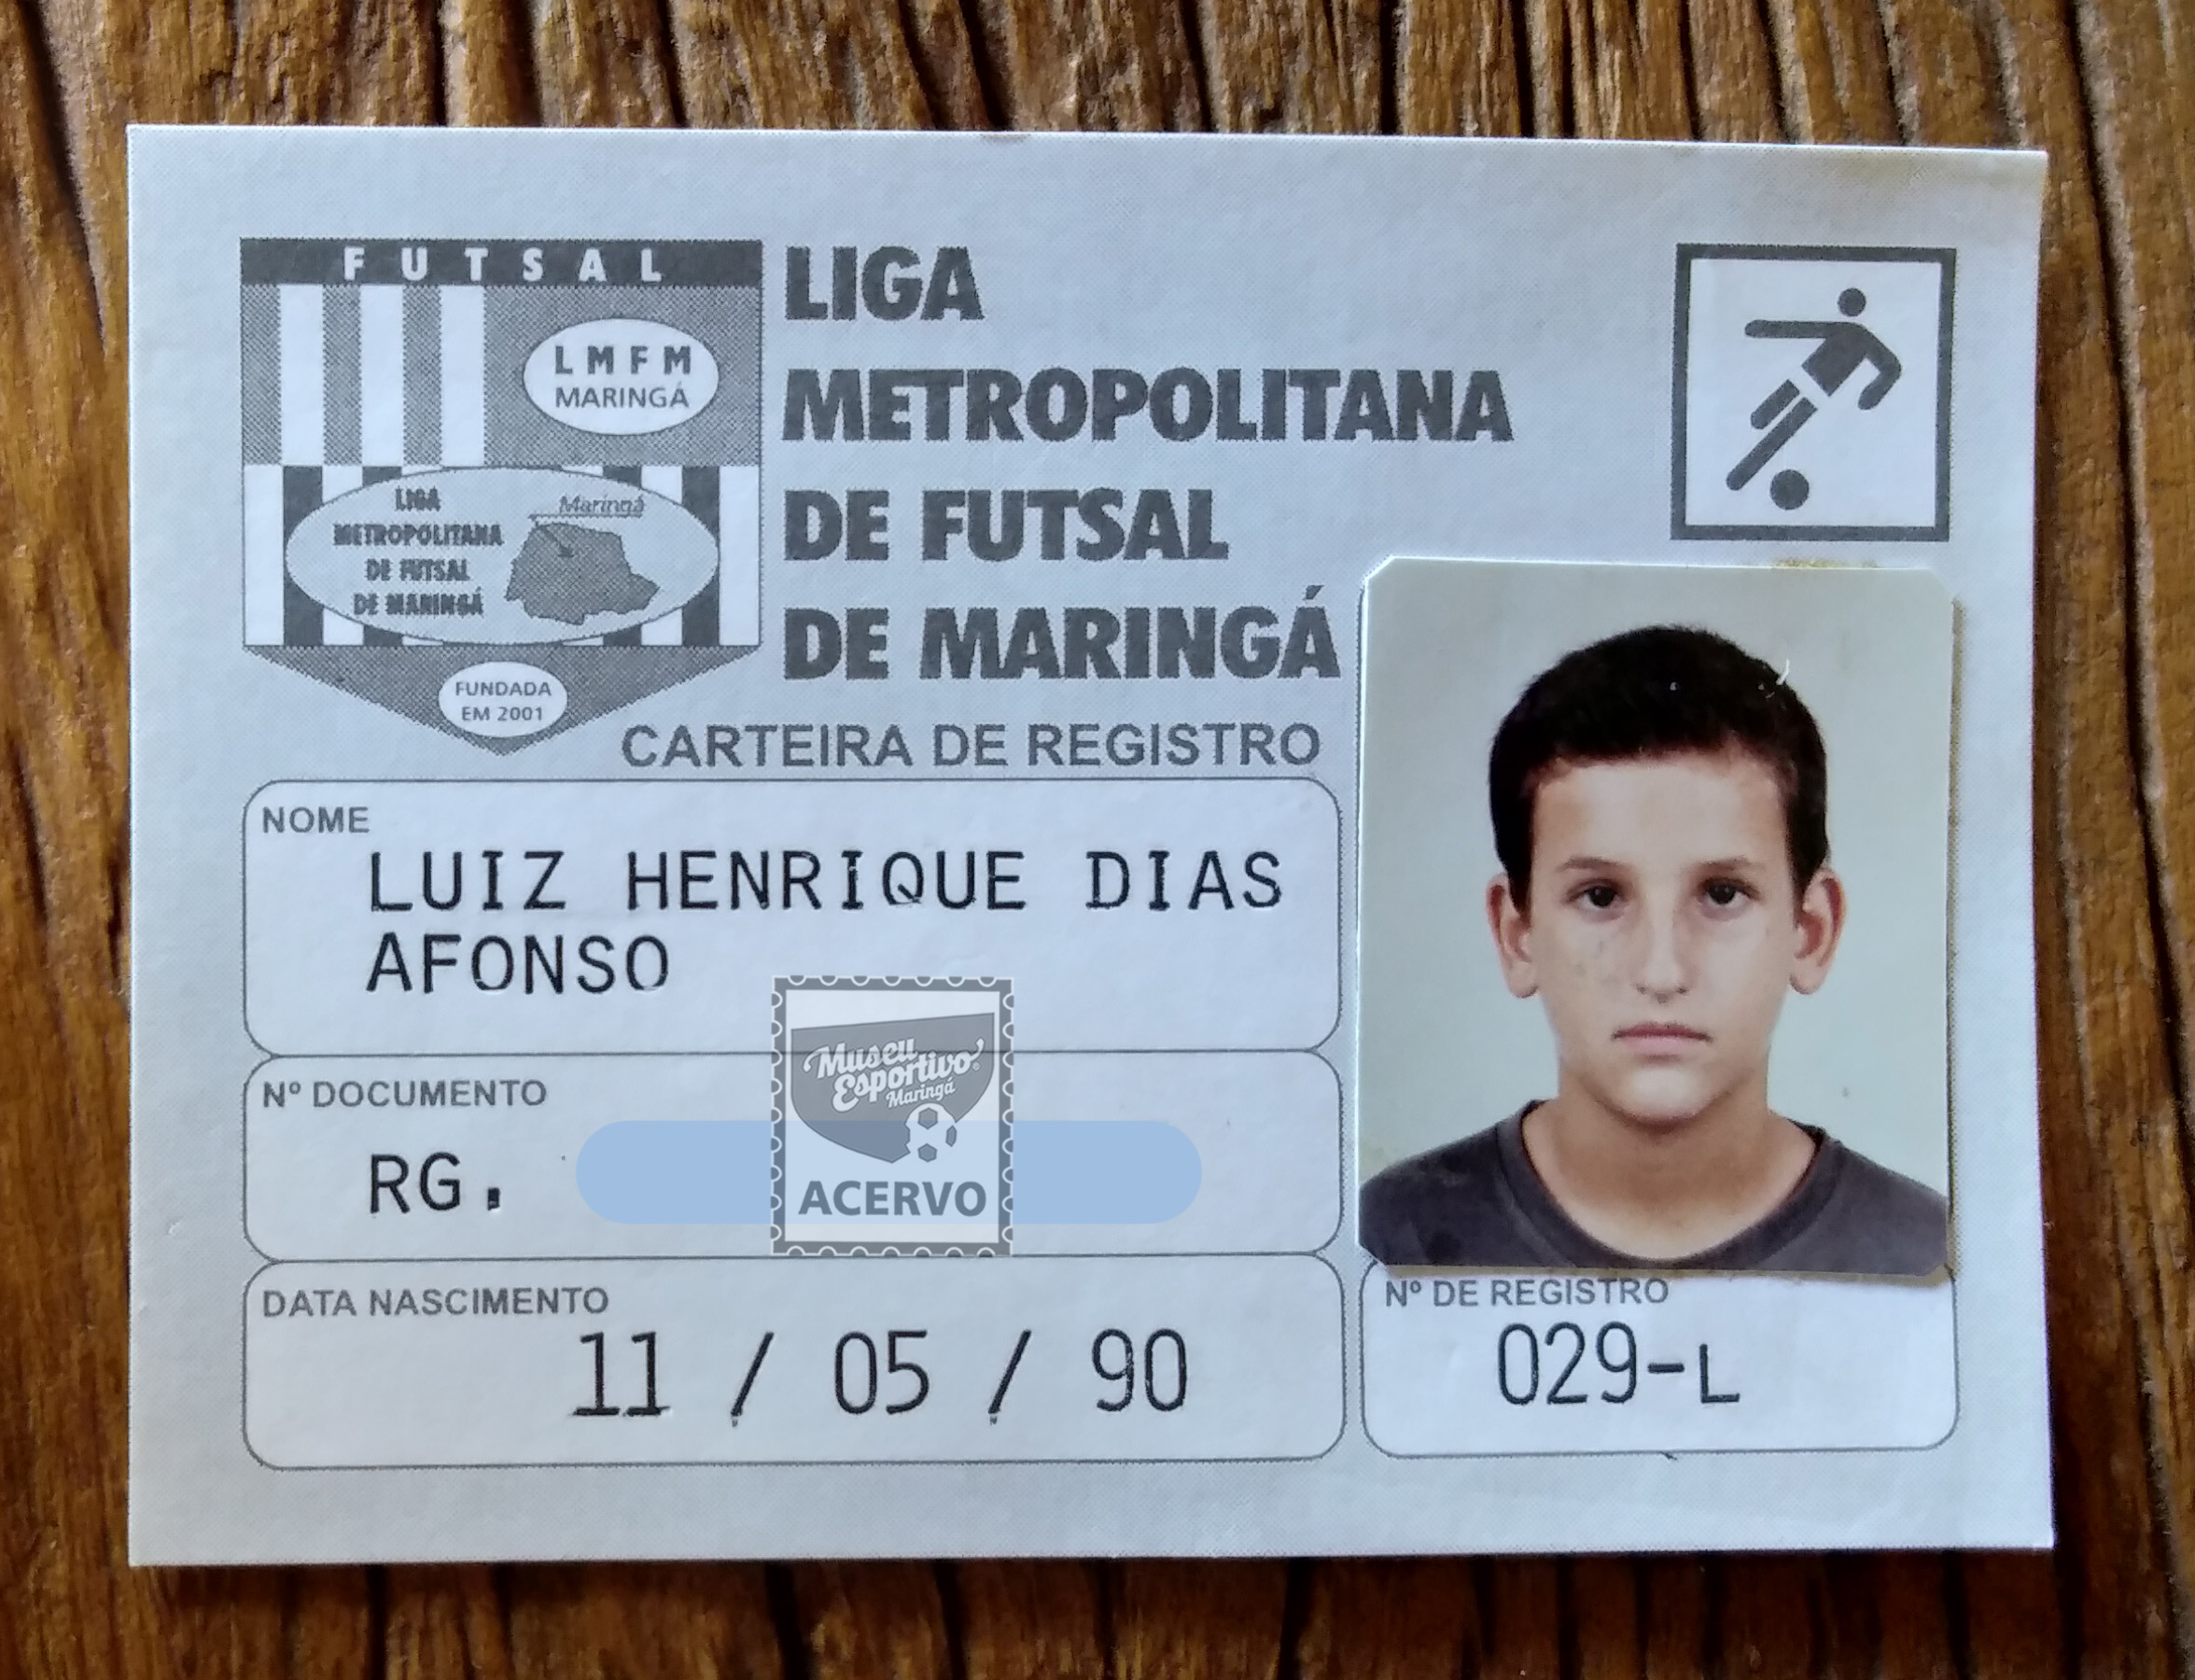 FUTSAL
LMFM
MARINGÁ
LIGA
METROPOLITANA
DE FUTSAL
DE MARINGÁ
Maringá
FUNDADA
EM 2001
LIGA
METROPOLITANA
DE FUTSAL
DE MARINGÁ
CARTEIRA DE REGISTRO
NOME
LUIZ HENRIQUE DIAS
AFONSO
Nº DOCUMENTO
RG.
Museu
Esportivo
Maringá
ACERVO
DATA NASCIMENTO
11 / 05 / 90
Nº DE REGISTRO
029-L